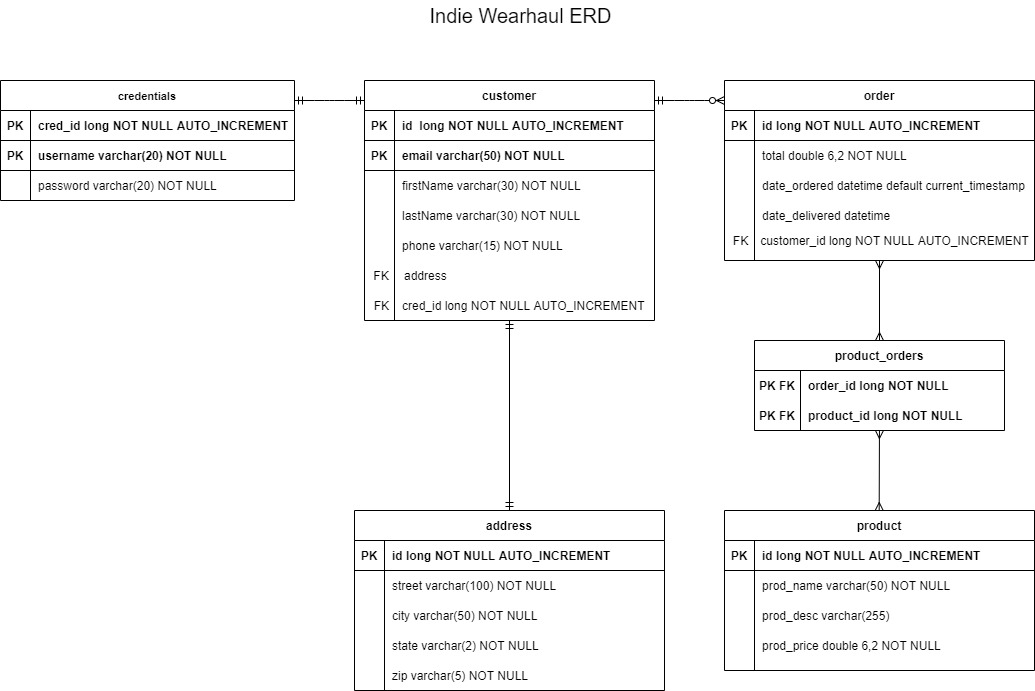 Indie Wearhaul ERD
credentials
PK cred_id long NOT NULL AUTO_INCREMENT
PK username varchar(20) NOT NULL
password varchar(20) NOT NULL
customer
PK id long NOT NULL AUTO_INCREMENT
PK email varchar(50) NOT NULL
firstName varchar(30) NOT NULL
lastName varchar(30) NOT NULL
phone varchar(15) NOT NULL
FK address
FK cred_id long NOT NULL AUTO_INCREMENT
order
PK id long NOT NULL AUTO_INCREMENT
total double 6,2 NOT NULL
date_ordered datetime default current_timestamp
date_delivered datetime
FK customer_id long NOT NULL AUTO_INCREMENT
product_orders
PK FK order_id long NOT NULL
PK FK product_id long NOT NULL
address
PK id long NOT NULL AUTO_INCREMENT
street varchar(100) NOT NULL
city varchar(50) NOT NULL
state varchar(2) NOT NULL
zip varchar(5) NOT NULL
product
PK id long NOT NULL AUTO_INCREMENT
prod_name varchar(50) NOT NULL
prod_desc varchar(255)
prod_price double 6,2 NOT NULL